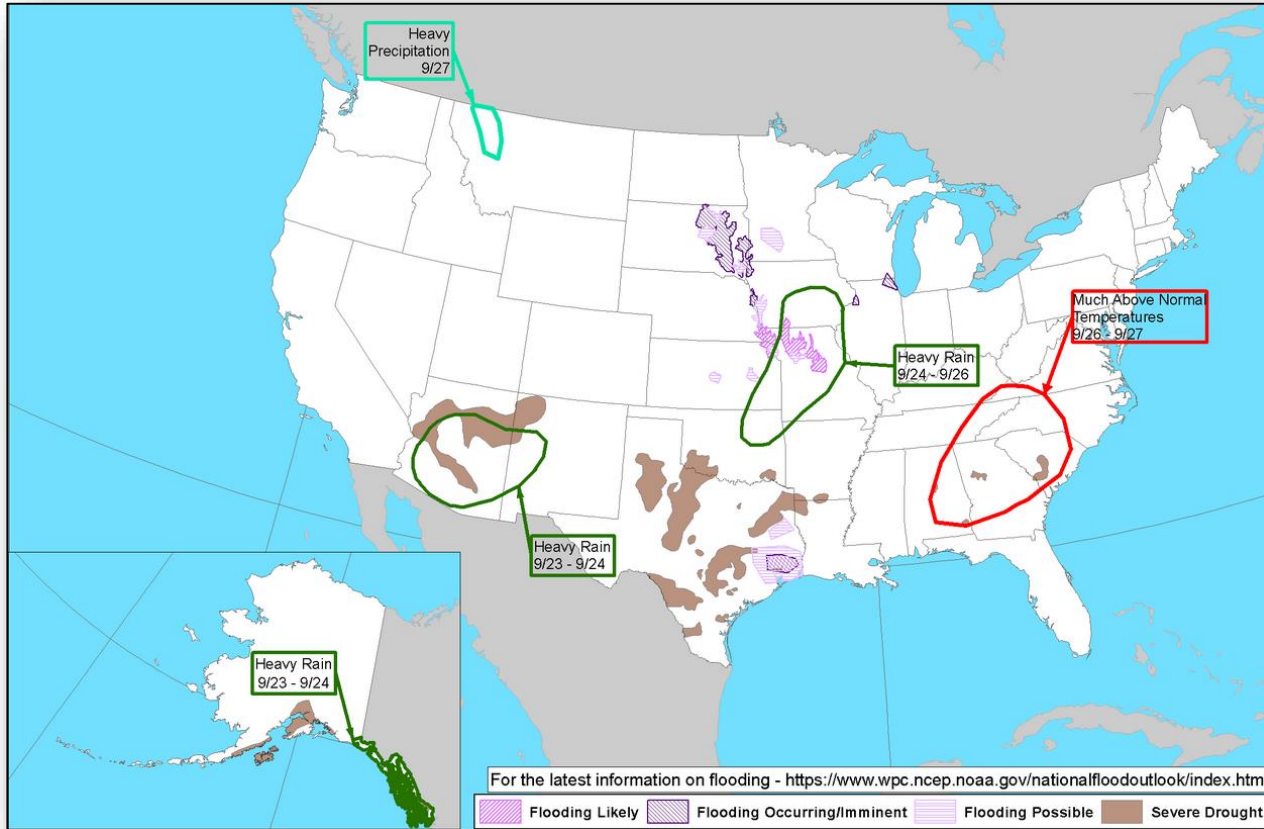 Heavy
Precipitation
9/27
Much Above Normal
Temperatures
9/26 - 9/27
Heavy Rain
9/24 - 9/26
Heavy Rain
9/23 - 9/24
Heavy Rain
9/23 - 9/24
For the latest information on flooding - https://www.wpc.ncep.noaa.gov/nationalfloodoutlook/index.htm
Flooding Likely Flooding Occurring/Imminent Flooding Possible Severe Drought